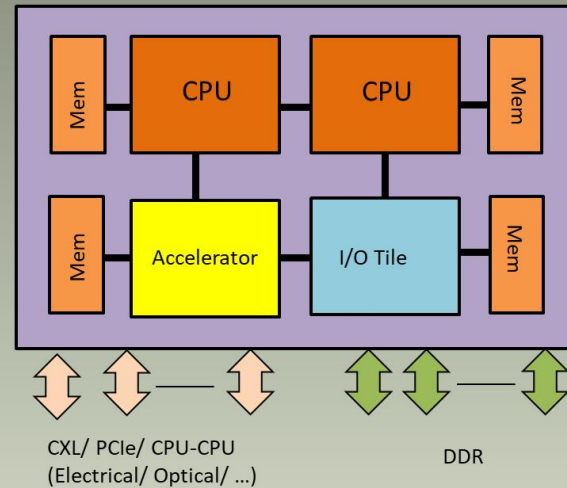 Mem
CPU
CPU
Mem
Mem
Accelerator
I/O Tile
Mem
CXL/ PCIe/ CPU-CPU
(Electrical/ Optical/ ...)
DDR